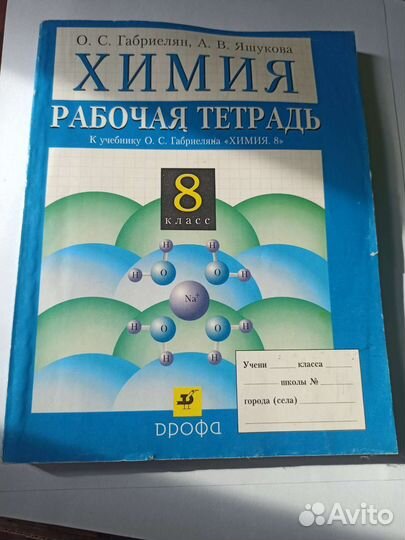 О. С. Габриелян, А. В. Яшукова
ХИМИЯ
РАБОЧАЯ ТЕТРАДЬ
К учебнику О. С. Габриеляна «ХИМИЯ. 8»
8
класс
H H
H O O H
Na+
H O O H
H H
Учени класса
школы №
города (села)
ДРОФА
Avito